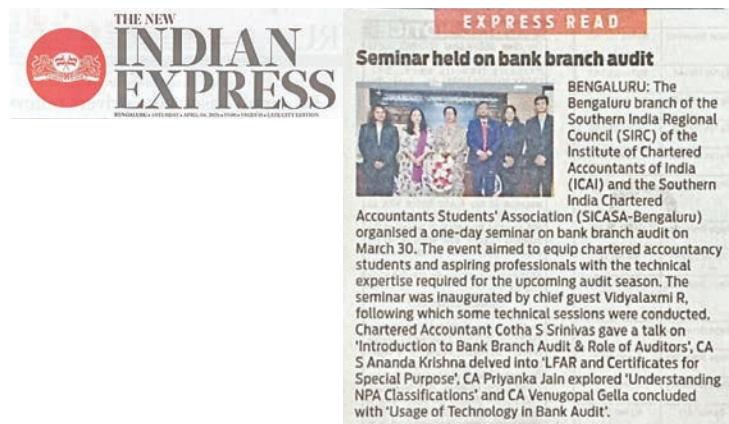 THE NEW
INDIAN
EXPRESS
EXPRESS READ
Seminar held on bank branch audit
BENGALURU: The
Bengaluru branch of the
Southern India Regional
Council (SIRC) of the
Institute of Chartered
Accountants of India
(ICAI) and the Southern
India Chartered
Accountants Students' Association (SICASA-Bengaluru)
organised a one-day seminar on bank branch audit on
March 30. The event aimed to equip chartered accountancy
students and aspiring professionals with the technical
expertise required for the upcoming audit season. The
seminar was inaugurated by chief guest Vidyalaxmi R,
following which some technical sessions were conducted.
Chartered Accountant Cotha S Srinivas gave a talk on
'Introduction to Bank Branch Audit & Role of Auditors', CA
S Ananda Krishna delved into 'LFAR and Certificates for
Special Purpose', CA Priyanka Jain explored 'Understanding
NPA Classifications' and CA Venugopal Gella concluded
with 'Usage of Technology in Bank Audit'.